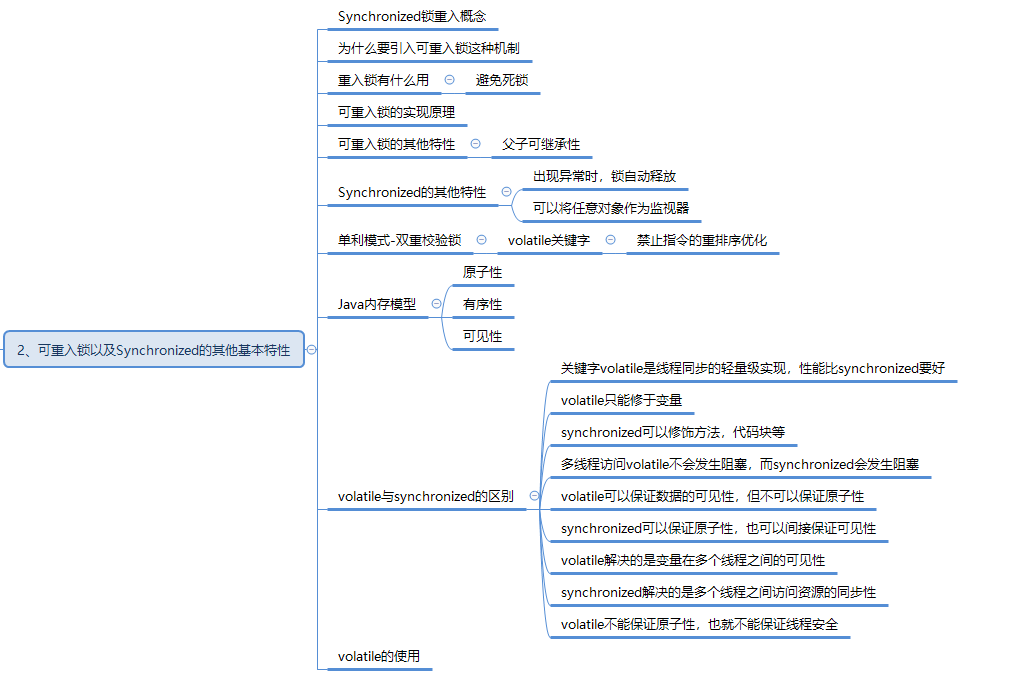 Synchronized锁重入概念
为什么要引入可重入锁这种机制
重入锁有什么用
避免死锁
可重入锁的实现原理
可重入锁的其他特性
父子可继承性
Synchronized的其他特性
出现异常时，锁自动释放
可以将任意对象作为监视器
单利模式-双重校验锁
volatile关键字
禁止指令的重排序优化
Java内存模型
原子性
有序性
可见性
2、可重入锁以及Synchronized的其他基本特性
volatile与synchronized的区别
关键字volatile是线程同步的轻量级实现，性能比synchronized要好
volatile只能修于变量
synchronized可以修饰方法，代码块等
多线程访问volatile不会发生阻塞，而synchronized会发生阻塞
volatile可以保证数据的可见性，但不可以保证原子性
synchronized可以保证原子性，也可以间接保证可见性
volatile解决的是变量在多个线程之间的可见性
synchronized解决的是多个线程之间访问资源的同步性
volatile不能保证原子性，也就不能保证线程安全
volatile的使用